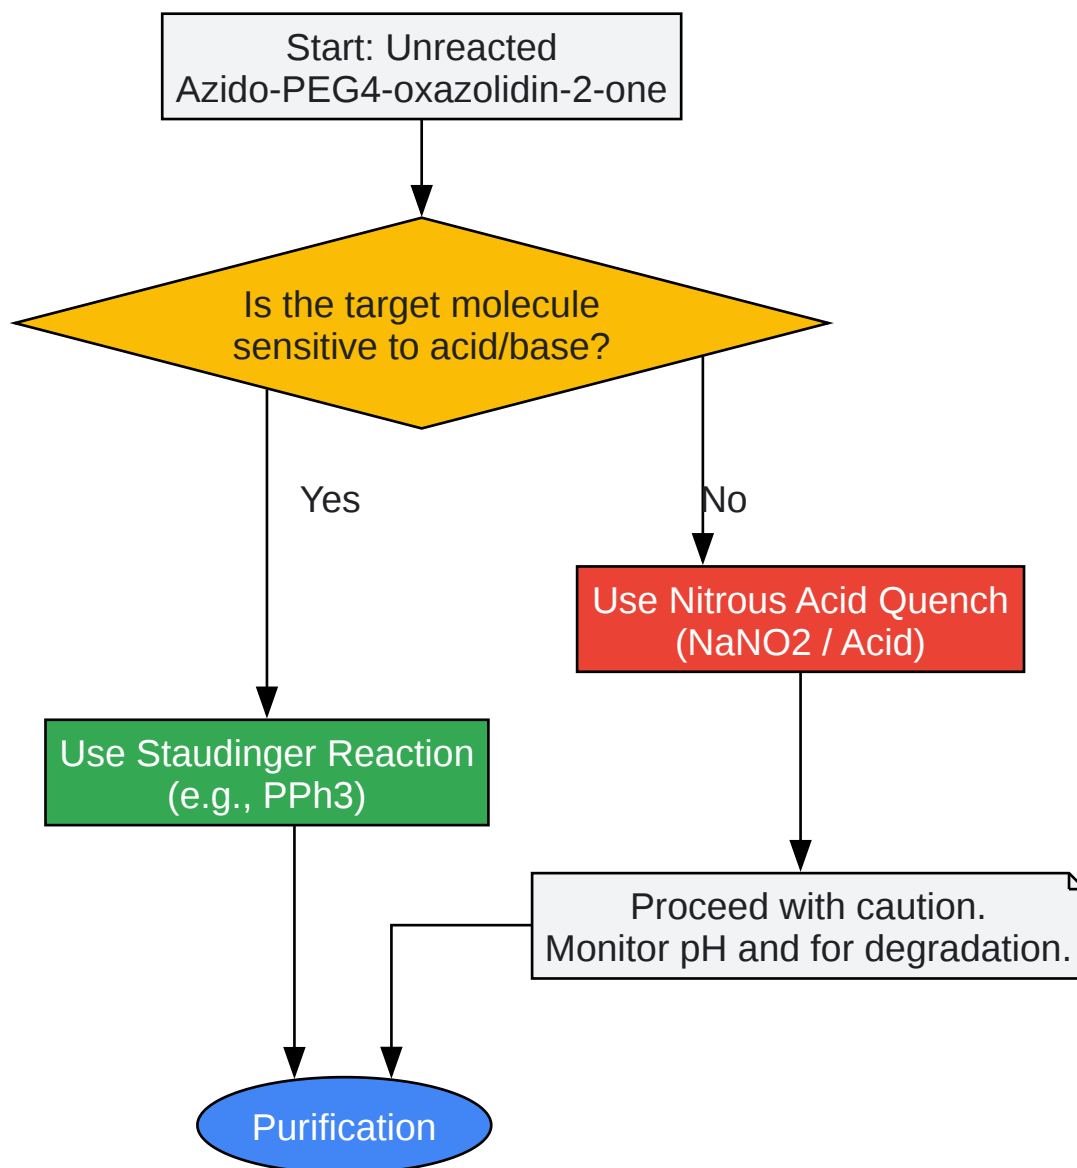 Start: Unreacted
Azido-PEG4-oxazolidin-2-one
Is the target molecule
sensitive to acid/base?
Yes
No
Use Nitrous Acid Quench
(NaNO2 / Acid)
Use Staudinger Reaction
(e.g., PPh3)
Proceed with caution.
Monitor pH and for degradation.
Purification